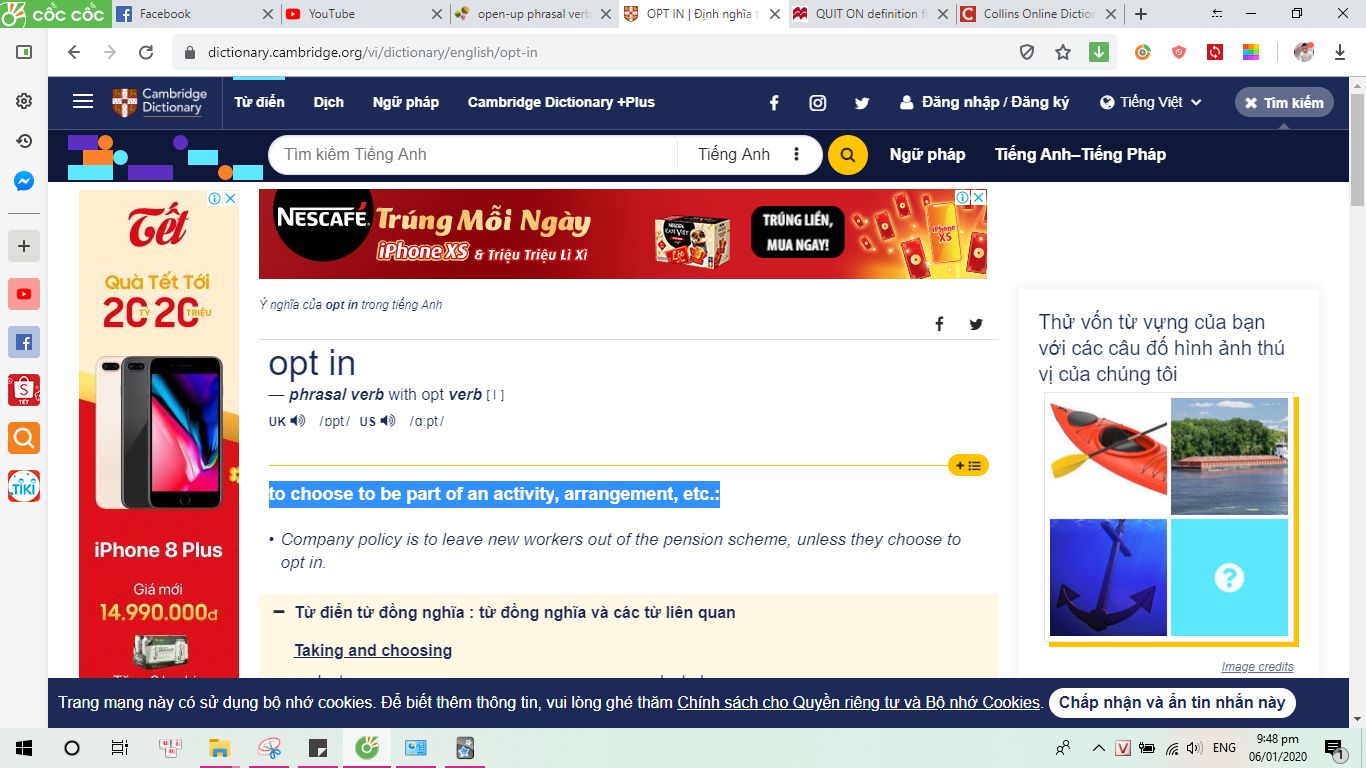 cốc cốc
Facebook
YouTube
open-up phrasal verb
OPT IN | Định nghĩa t
QUIT ON definition fr
Collins Online Diction
dictionary.cambridge.org/vi/dictionary/english/opt-in
Cambridge Dictionary
Từ điển
Dịch
Ngữ pháp
Cambridge Dictionary +Plus
Đăng nhập / Đăng ký
Tiếng Việt
Tìm kiếm
Tìm kiếm Tiếng Anh
Tiếng Anh
Ngữ pháp
Tiếng Anh–Tiếng Pháp
Tết
Quà Tết Tới
20 TỶ 20 TRIỆU
iPhone 8 Plus
Giá mới
14.990.000đ
NESCAFÉ
Trúng Mỗi Ngày
iPhone XS & Triệu Triệu Lì Xì
TRÚNG LIỀN,
MUA NGAY!
iPhone
XS
Ý nghĩa của opt in trong tiếng Anh
opt in
— phrasal verb with opt verb [ I ]
UK /ɒpt/ US /ɑːpt/
to choose to be part of an activity, arrangement, etc.:
• Company policy is to leave new workers out of the pension scheme, unless they choose to
opt in.
Từ điển từ đồng nghĩa : từ đồng nghĩa và các từ liên quan
Taking and choosing
Thử vốn từ vựng của bạn
với các câu đố hình ảnh thú
vị của chúng tôi
?
Image credits
Trang mạng này có sử dụng bộ nhớ cookies. Để biết thêm thông tin, vui lòng ghé thăm Chính sách cho Quyền riêng tư và Bộ nhớ Cookies.
Chấp nhận và ẩn tin nhắn này
TẾT
TIKI
ENG
9:48 pm
06/01/2020
1